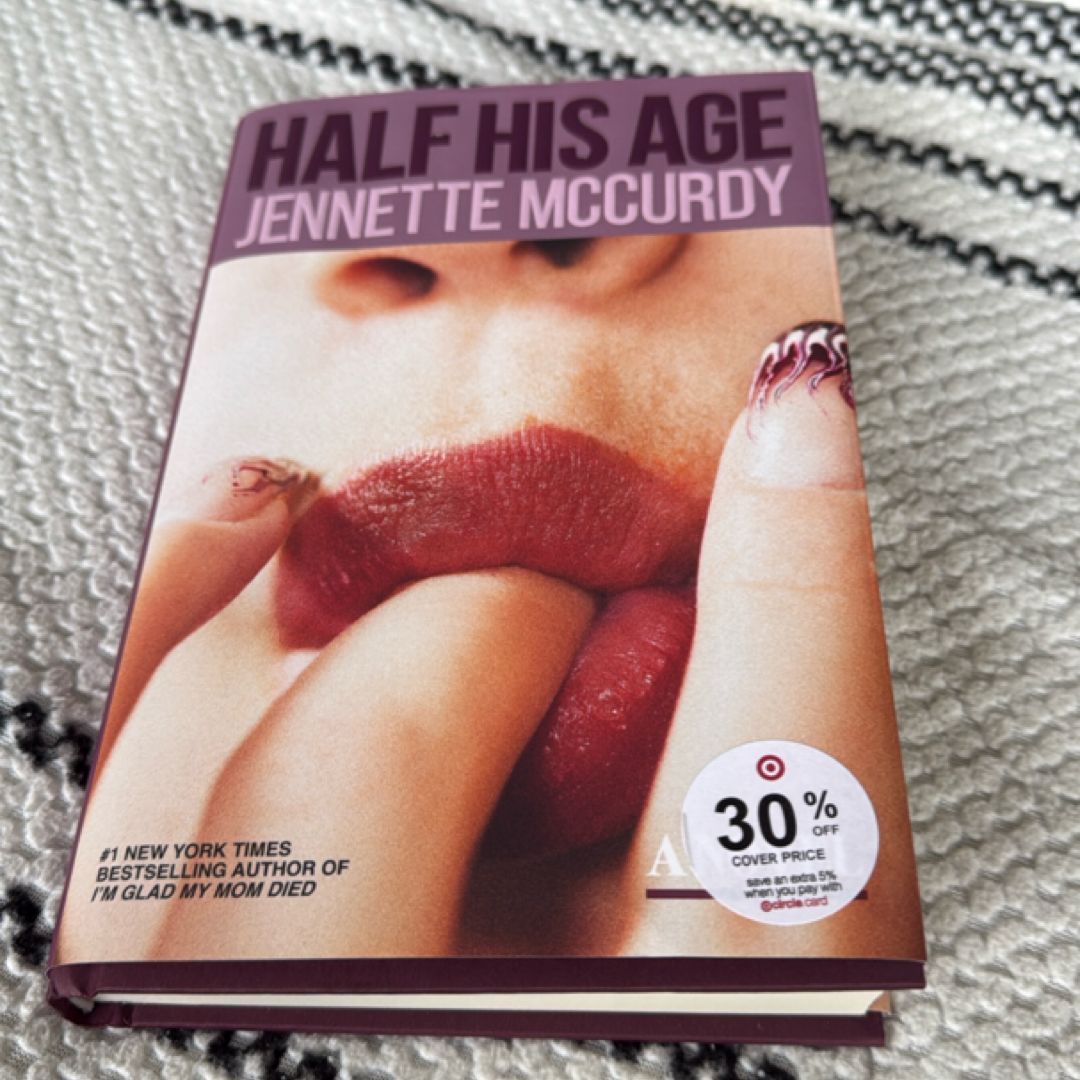 HALF HIS AGE
JENNETTE MCCURDY
#1 NEW YORK TIMES
BESTSELLING AUTHOR OF
I'M GLAD MY MOM DIED
A
30%
OFF
COVER PRICE
save an extra 5%
when you pay with
circle card